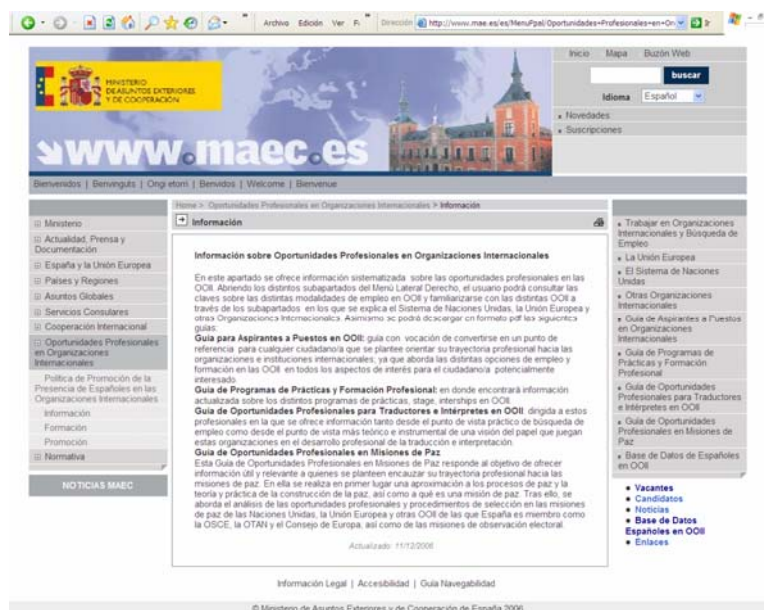 Archivo Edición Ver F
Dirección http://www.mae.es/es/MenuPpal/Oportunidades+Profesionales+en+On
Ir
MINISTERIO
DE ASUNTOS EXTERIORES
Y DE COOPERACIÓN
www.maec.es
Inicio Mapa Buzón Web
buscar
Idioma Español
Novedades
Suscripciones
Bienvenidos | Benvinguts | Ongi etorri | Benvidos | Welcome | Bienvenue
Home > Oportunidades Profesionales en Organizaciones Internacionales > Información
Ministerio
Actualidad, Prensa y
Documentación
España y la Unión Europea
Países y Regiones
Asuntos Globales
Servicios Consulares
Cooperación Internacional
Oportunidades Profesionales
en Organizaciones
Internacionales
Política de Promoción de la
Presencia de Españoles en las
Organizaciones Internacionales
Información
Formación
Promoción
Normativa
NOTICIAS MAEC
Información
Información sobre Oportunidades Profesionales en Organizaciones Internacionales
En este apartado se ofrece información sistematizada sobre las oportunidades profesionales en las
OOII. Abriendo los distintos subapartados del Menú Lateral Derecho, el usuario podrá consultar las
claves sobre las distintas modalidades de empleo en OOII y familiarizarse con las distintas OOII a
través de los subapartados en los que se explica el Sistema de Naciones Unidas, la Unión Europea y
otras Organizaciones Internacionales. Asimismo se podrá descargar en formato pdf las siguientes
guías:
Guía para Aspirantes a Puestos en OOII: guía con vocación de convertirse en un punto de
referencia para cualquier ciudadano/a que se plantee orientar su trayectoria profesional hacia las
organizaciones e instituciones internacionales; ya que aborda las distintas opciones de empleo y
formación en las OOII en todos los aspectos de interés para el ciudadano/a potencialmente
interesado.
Guía de Programas de Prácticas y Formación Profesional: en donde encontrará información
actualizada sobre los distintos programas de prácticas, stage, interships en OOII.
Guía de Oportunidades Profesionales para Traductores e Intérpretes en OOII: dirigida a estos
profesionales en la que se ofrece información tanto desde el punto de vista práctico de búsqueda de
empleo como desde el punto de vista más teórico e instrumental de una visión del papel que juegan
estas organizaciones en el desarrollo profesional de la traducción e interpretación.
Guía de Oportunidades Profesionales en Misiones de Paz
Esta Guía de Oportunidades Profesionales en Misiones de Paz responde al objetivo de ofrecer
información útil y relevante a quienes se planteen encauzar su trayectoria profesional hacia las
misiones de paz. En ella se realiza en primer lugar una aproximación a los procesos de paz y la
teoría y práctica de la construcción de la paz, así como a qué es una misión de paz. Tras ello, se
aborda el análisis de las oportunidades profesionales y procedimientos de selección en las misiones
de paz de las Naciones Unidas, la Unión Europea y otras OOII de las que España es miembro como
la OSCE, la OTAN y el Consejo de Europa, así como de las misiones de observación electoral.
Actualizado: 11/12/2006
Trabajar en Organizaciones
Internacionales y Búsqueda de
Empleo
La Unión Europea
El Sistema de Naciones
Unidas
Otras Organizaciones
Internacionales
Guía de Aspirantes a Puestos
en Organizaciones
Internacionales
Guía de Programas de
Prácticas y Formación
Profesional
Guía de Oportunidades
Profesionales para Traductores
e Intérpretes en OOII
Guía de Oportunidades
Profesionales en Misiones de
Paz
Base de Datos de Españoles
en OOII
Vacantes
Candidatos
Noticias
Base de Datos
Españoles en OOII
Enlaces
Información Legal | Accesibilidad | Guía Navegabilidad
© Ministerio de Asuntos Exteriores y de Cooperación de España 2006